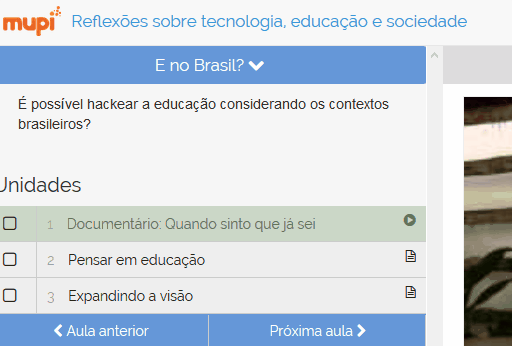 mupi Reflexões sobre tecnologia, educação e sociedade
E no Brasil?
É possível hackear a educação considerando os contextos
brasileiros?
Unidades
1 Documentário: Quando sinto que já sei
2 Pensar em educação
3 Expandindo a visão
Aula anterior Próxima aula